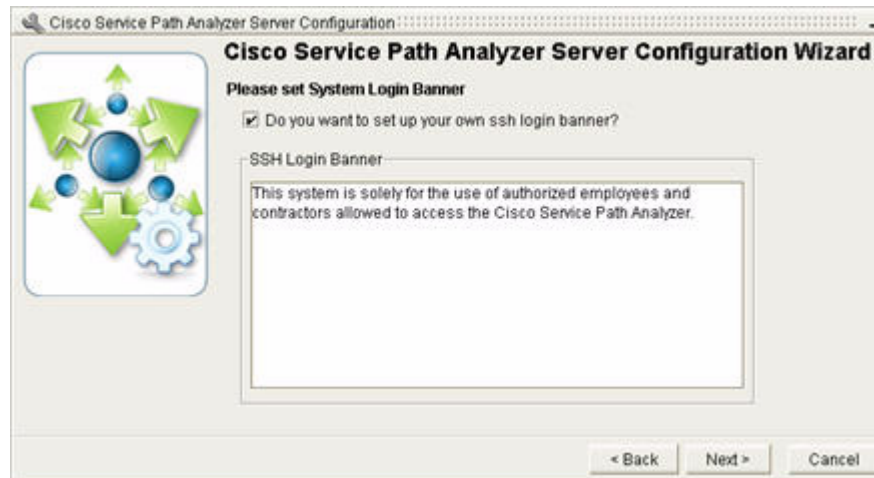 Cisco Service Path Analyzer Server Configuration
Cisco Service Path Analyzer Server Configuration Wizard
Please set System Login Banner
Do you want to set up your own ssh login banner?
SSH Login Banner
This system is solely for the use of authorized employees and
contractors allowed to access the Cisco Service Path Analyzer.
< Back
Next >
Cancel